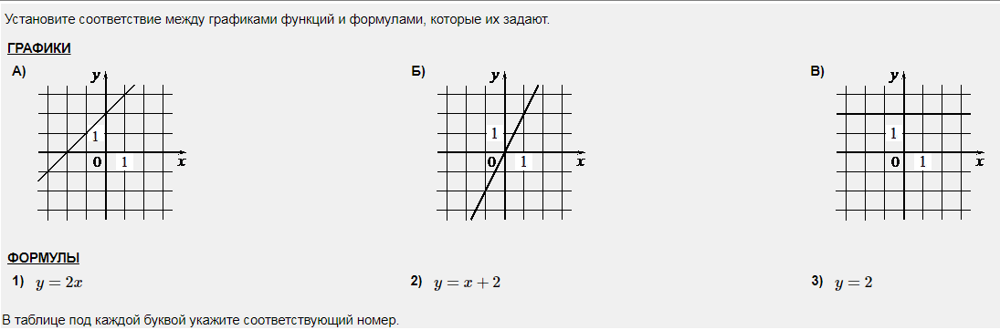 Установите соответствие между графиками функций и формулами, которые их задают.
ГРАФИКИ
А) Б) В)
y y y
1 1 1
0 1 x 0 1 x 0 1 x
ФОРМУЛЫ
1) y = 2x 2) y = x + 2 3) y = 2
В таблице под каждой буквой укажите соответствующий номер.